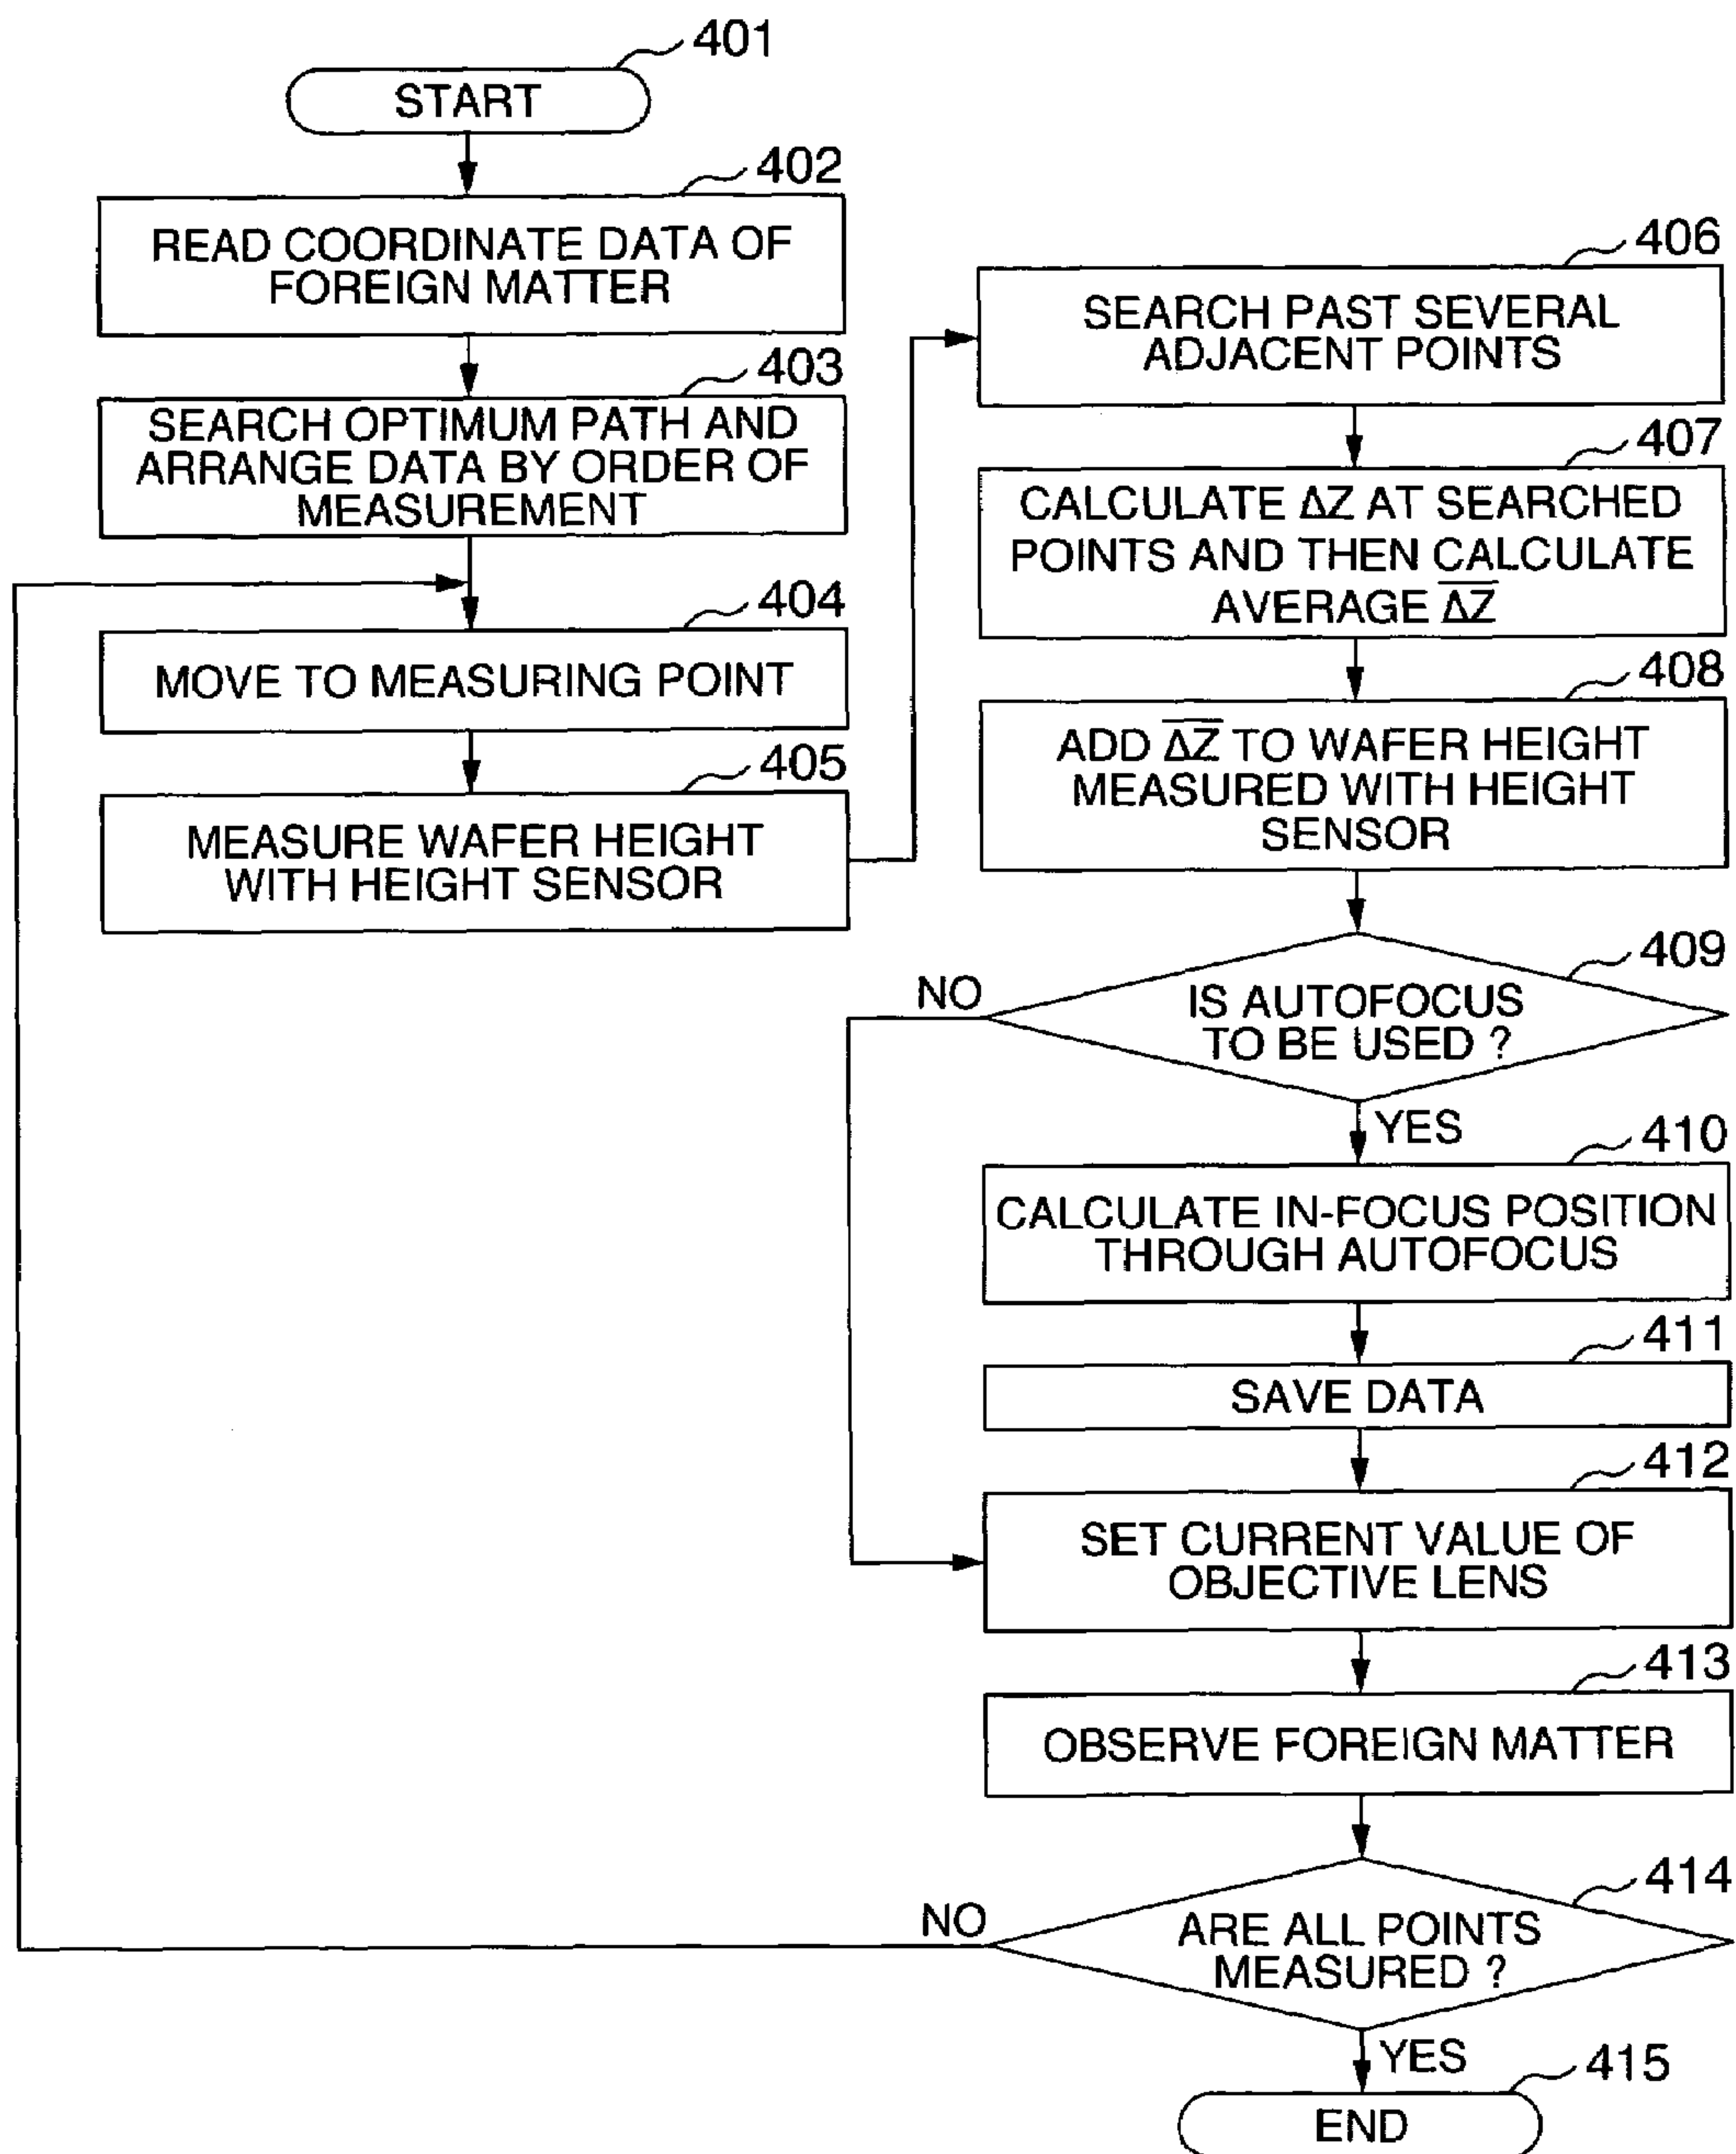 401
START
402
READ COORDINATE DATA OF
FOREIGN MATTER
403
SEARCH OPTIMUM PATH AND
ARRANGE DATA BY ORDER OF
MEASUREMENT
404
MOVE TO MEASURING POINT
405
MEASURE WAFER HEIGHT
WITH HEIGHT SENSOR
406
SEARCH PAST SEVERAL
ADJACENT POINTS
407
CALCULATE ΔZ AT SEARCHED
POINTS AND THEN CALCULATE
AVERAGE Δ̅Z̅
408
ADD Δ̅Z̅ TO WAFER HEIGHT
MEASURED WITH HEIGHT
SENSOR
409
NO
IS AUTOFOCUS
TO BE USED ?
YES
410
CALCULATE IN-FOCUS POSITION
THROUGH AUTOFOCUS
411
SAVE DATA
412
SET CURRENT VALUE OF
OBJECTIVE LENS
413
OBSERVE FOREIGN MATTER
414
NO
ARE ALL POINTS
MEASURED ?
YES
415
END